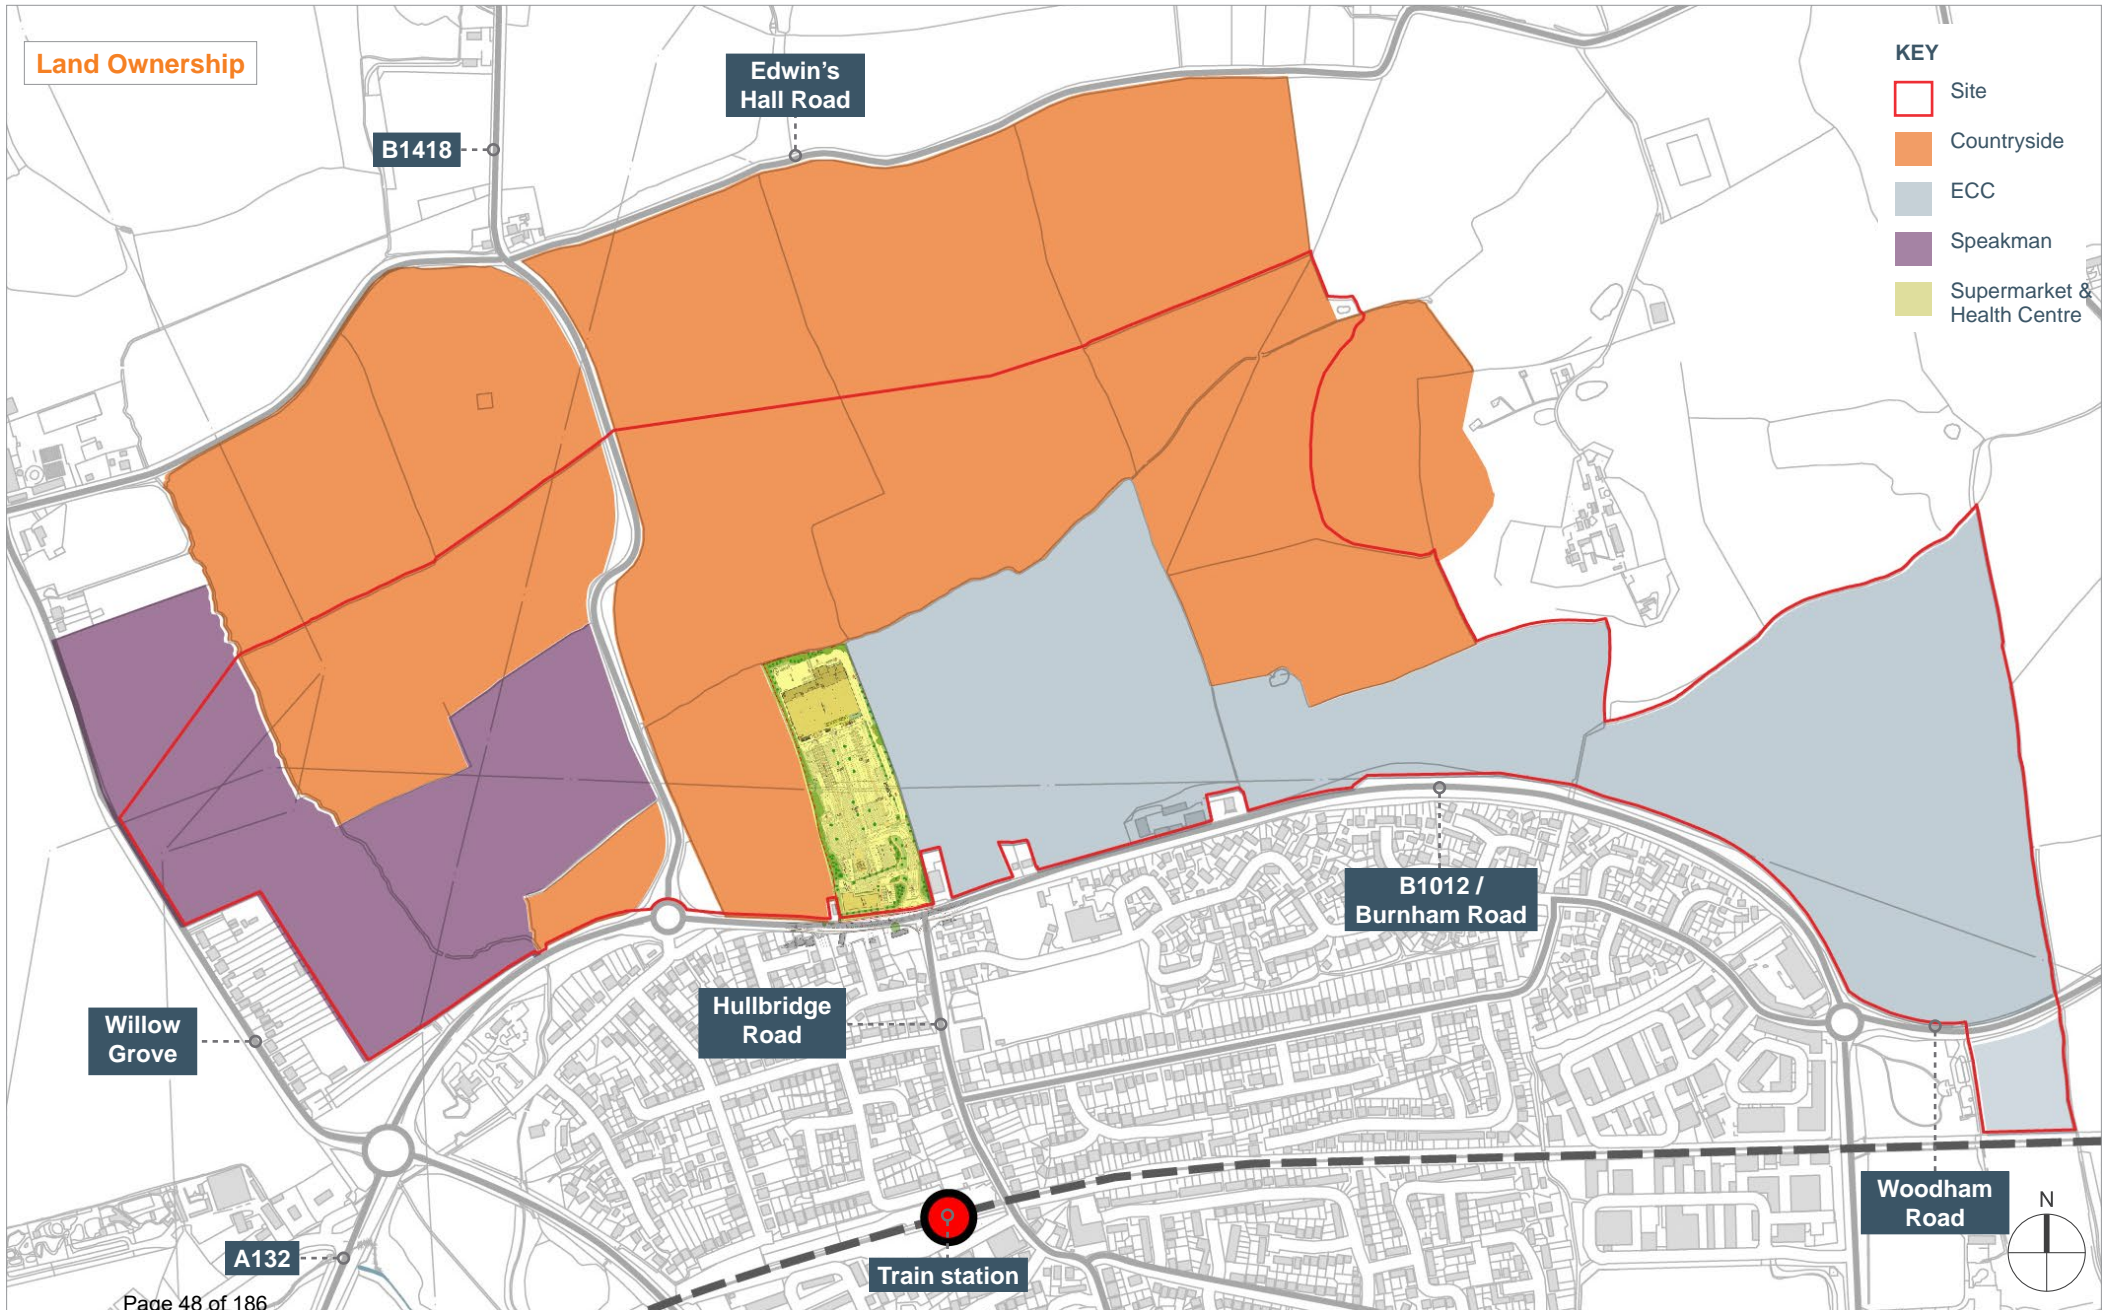 Land Ownership
Edwin's
Hall Road
B1418
KEY
Site
Countryside
ECC
Speakman
Supermarket &
Health Centre
B1012 /
Burnham Road
Hullbridge
Road
Willow
Grove
Woodham
Road
N
A132
Train station
Page 48 of 186